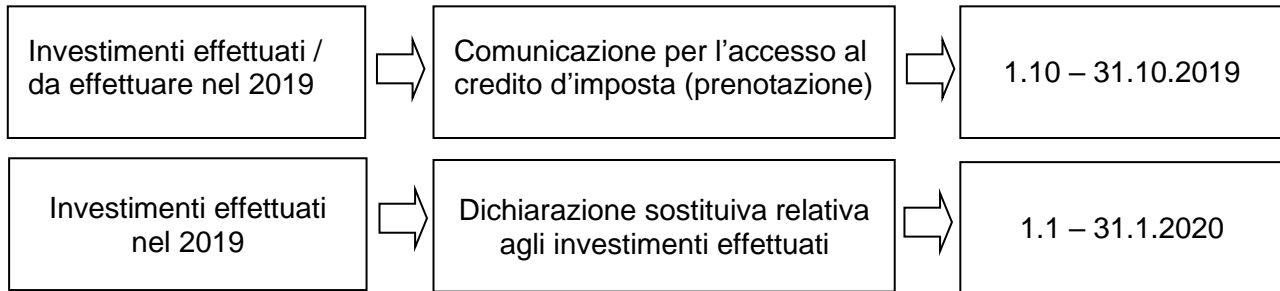 Investimenti effettuati /
da effettuare nel 2019
Comunicazione per l'accesso al
credito d'imposta (prenotazione)
1.10 – 31.10.2019
Investimenti effettuati
nel 2019
Dichiarazione sostituiva relativa
agli investimenti effettuati
1.1 – 31.1.2020